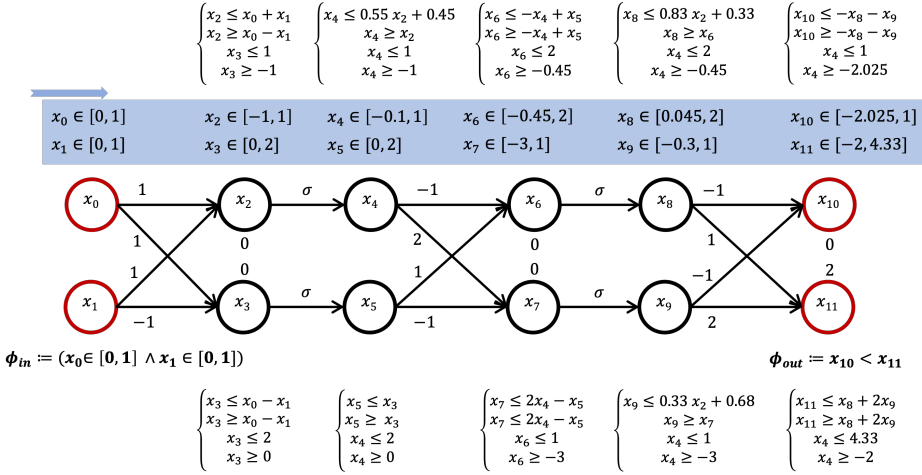 x₂ ≤ x₀ + x₁
x₂ ≥ x₀ − x₁
x₃ ≤ 1
x₃ ≥ −1
x₄ ≤ 0.55 x₂ + 0.45
x₄ ≥ x₂
x₄ ≤ 1
x₄ ≥ −1
x₆ ≤ −x₄ + x₅
x₆ ≥ −x₄ + x₅
x₆ ≤ 2
x₆ ≥ −0.45
x₈ ≤ 0.83 x₂ + 0.33
x₈ ≥ x₆
x₄ ≤ 2
x₄ ≥ −0.45
x₁₀ ≤ −x₈ − x₉
x₁₀ ≥ −x₈ − x₉
x₄ ≤ 1
x₄ ≥ −2.025
x₀ ∈ [0, 1] x₂ ∈ [−1, 1] x₄ ∈ [−0.1, 1] x₆ ∈ [−0.45, 2] x₈ ∈ [0.045, 2] x₁₀ ∈ [−2.025, 1]
x₁ ∈ [0, 1] x₃ ∈ [0, 2] x₅ ∈ [0, 2] x₇ ∈ [−3, 1] x₉ ∈ [−0.3, 1] x₁₁ ∈ [−2, 4.33]
1 σ −1 σ −1
x₀ x₂ x₄ x₆ x₈ x₁₀
1 0 2 0 1 0
1 0 1 0 −1 2
σ σ
x₁ x₃ x₅ x₇ x₉ x₁₁
−1 −1 2
ϕin ≔ (x₀∈ [0, 1] ∧ x₁ ∈ [0, 1]) ϕout ≔ x₁₀ < x₁₁
x₃ ≤ x₀ − x₁
x₃ ≥ x₀ − x₁
x₃ ≤ 2
x₃ ≥ 0
x₅ ≤ x₃
x₅ ≥ x₃
x₄ ≤ 2
x₄ ≥ 0
x₇ ≤ 2x₄ − x₅
x₇ ≤ 2x₄ − x₅
x₆ ≤ 1
x₆ ≥ −3
x₉ ≤ 0.33 x₂ + 0.68
x₉ ≥ x₇
x₄ ≤ 1
x₄ ≥ −3
x₁₁ ≤ x₈ + 2x₉
x₁₁ ≥ x₈ + 2x₉
x₄ ≤ 4.33
x₄ ≥ −2